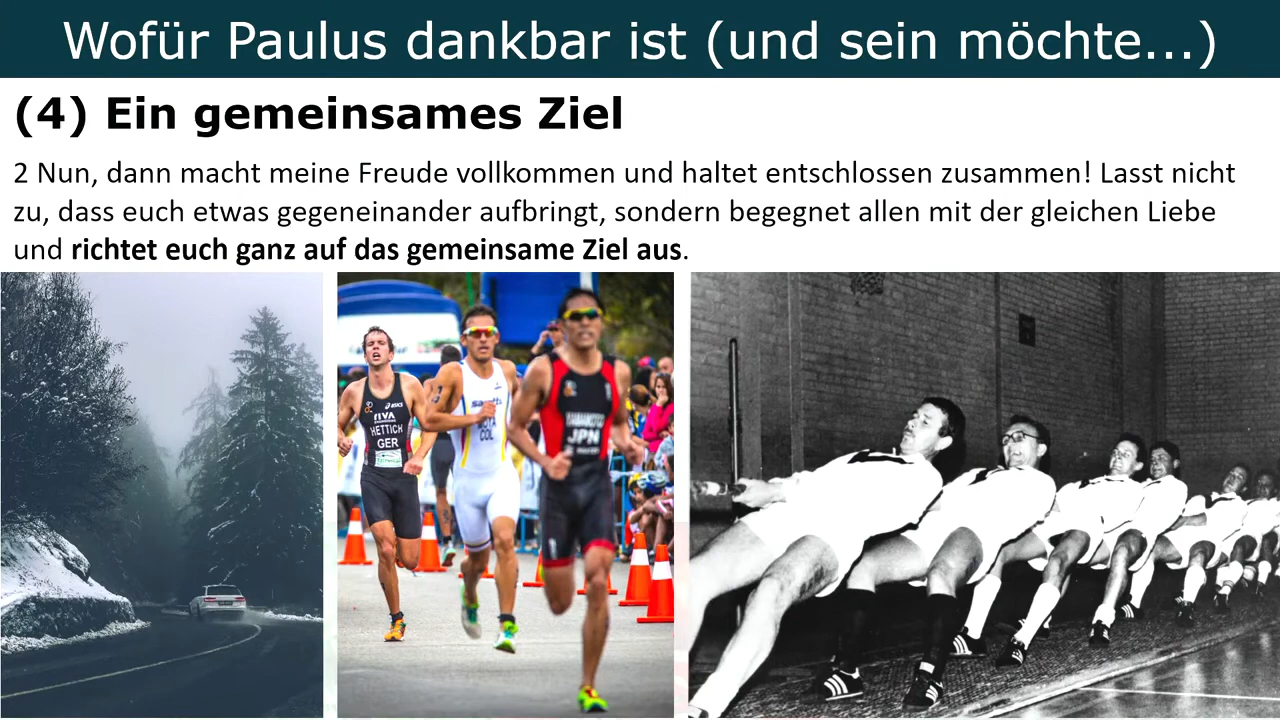 Wofür Paulus dankbar ist (und sein möchte...)
(4) Ein gemeinsames Ziel
2 Nun, dann macht meine Freude vollkommen und haltet entschlossen zusammen! Lasst nicht
zu, dass euch etwas gegeneinander aufbringt, sondern begegnet allen mit der gleichen Liebe
und richtet euch ganz auf das gemeinsame Ziel aus.
asics
HETTICH
GER
COL
JPN